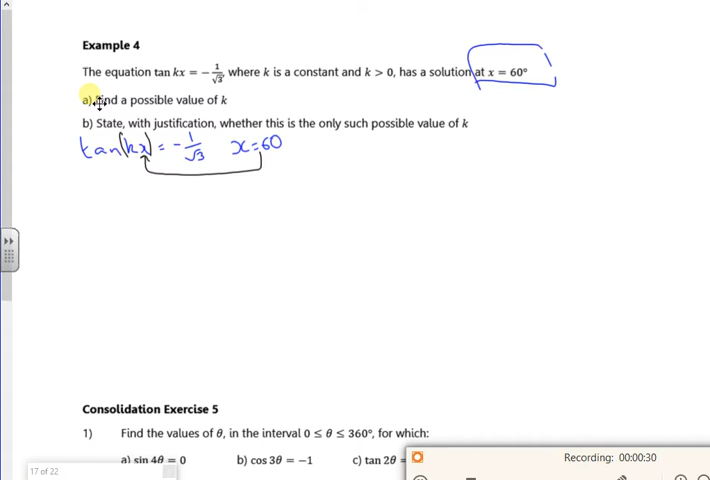 Example 4
The equation tan kx = −1/√3, where k is a constant and k > 0, has a solution at x = 60°
a) Find a possible value of k
b) State, with justification, whether this is the only such possible value of k
tan(kx) = −1/√3 x=60
Consolidation Exercise 5
1) Find the values of θ, in the interval 0 ≤ θ ≤ 360°, for which:
a) sin 4θ = 0 b) cos 3θ = −1 c) tan 2θ =
Recording: 00:00:30
17 of 22